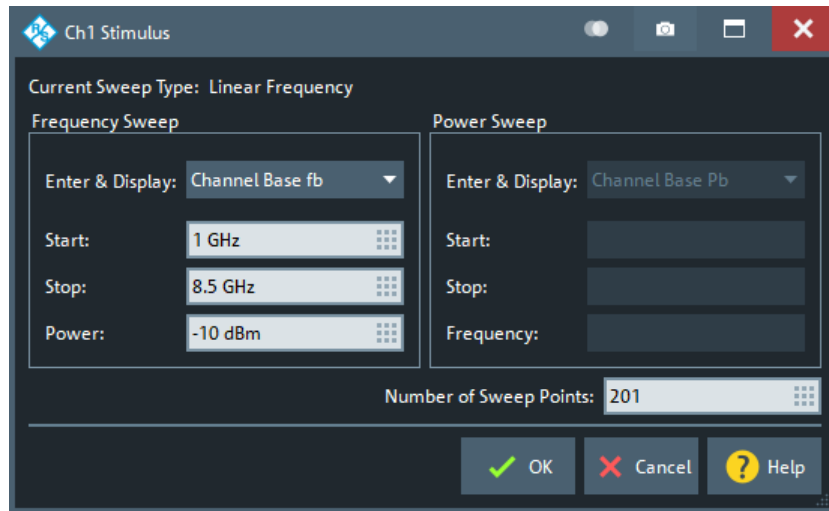 Ch1 Stimulus
Current Sweep Type: Linear Frequency
Frequency Sweep
Enter & Display: Channel Base fb
Start: 1 GHz
Stop: 8.5 GHz
Power: -10 dBm
Power Sweep
Enter & Display: Channel Base Pb
Start:
Stop:
Frequency:
Number of Sweep Points: 201
OK Cancel ? Help